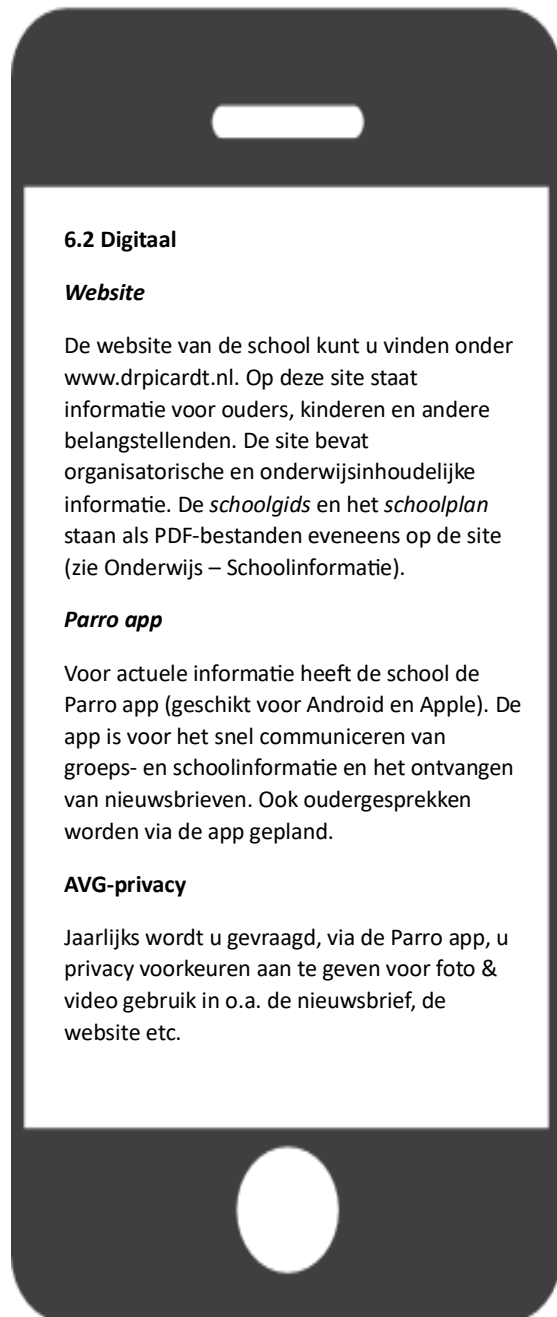 6.2 Digitaal
Website
De website van de school kunt u vinden onder
www.drpicardt.nl. Op deze site staat
informatie voor ouders, kinderen en andere
belangstellenden. De site bevat
organisatorische en onderwijsinhoudelijke
informatie. De schoolgids en het schoolplan
staan als PDF-bestanden eveneens op de site
(zie Onderwijs – Schoolinformatie).
Parro app
Voor actuele informatie heeft de school de
Parro app (geschikt voor Android en Apple). De
app is voor het snel communiceren van
groeps- en schoolinformatie en het ontvangen
van nieuwsbrieven. Ook oudergesprekken
worden via de app gepland.
AVG-privacy
Jaarlijks wordt u gevraagd, via de Parro app, u
privacy voorkeuren aan te geven voor foto &
video gebruik in o.a. de nieuwsbrief, de
website etc.